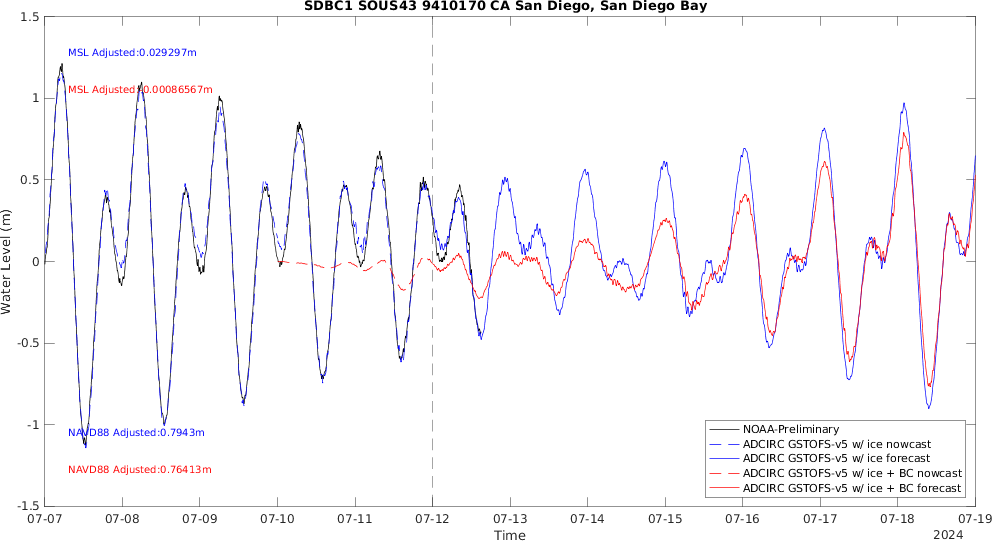 SDBC1 SOUS43 9410170 CA San Diego, San Diego Bay
1.5
1
0.5
0
-0.5
-1
-1.5
Water Level (m)
MSL Adjusted:0.029297m
MSL Adjusted:-0.00086567m
NAVD88 Adjusted:0.7943m
NAVD88 Adjusted:0.76413m
NOAA-Preliminary
ADCIRC GSTOFS-v5 w/ ice nowcast
ADCIRC GSTOFS-v5 w/ ice forecast
ADCIRC GSTOFS-v5 w/ ice + BC nowcast
ADCIRC GSTOFS-v5 w/ ice + BC forecast
07-07 07-08 07-09 07-10 07-11 07-12 07-13 07-14 07-15 07-16 07-17 07-18 07-19
Time
2024